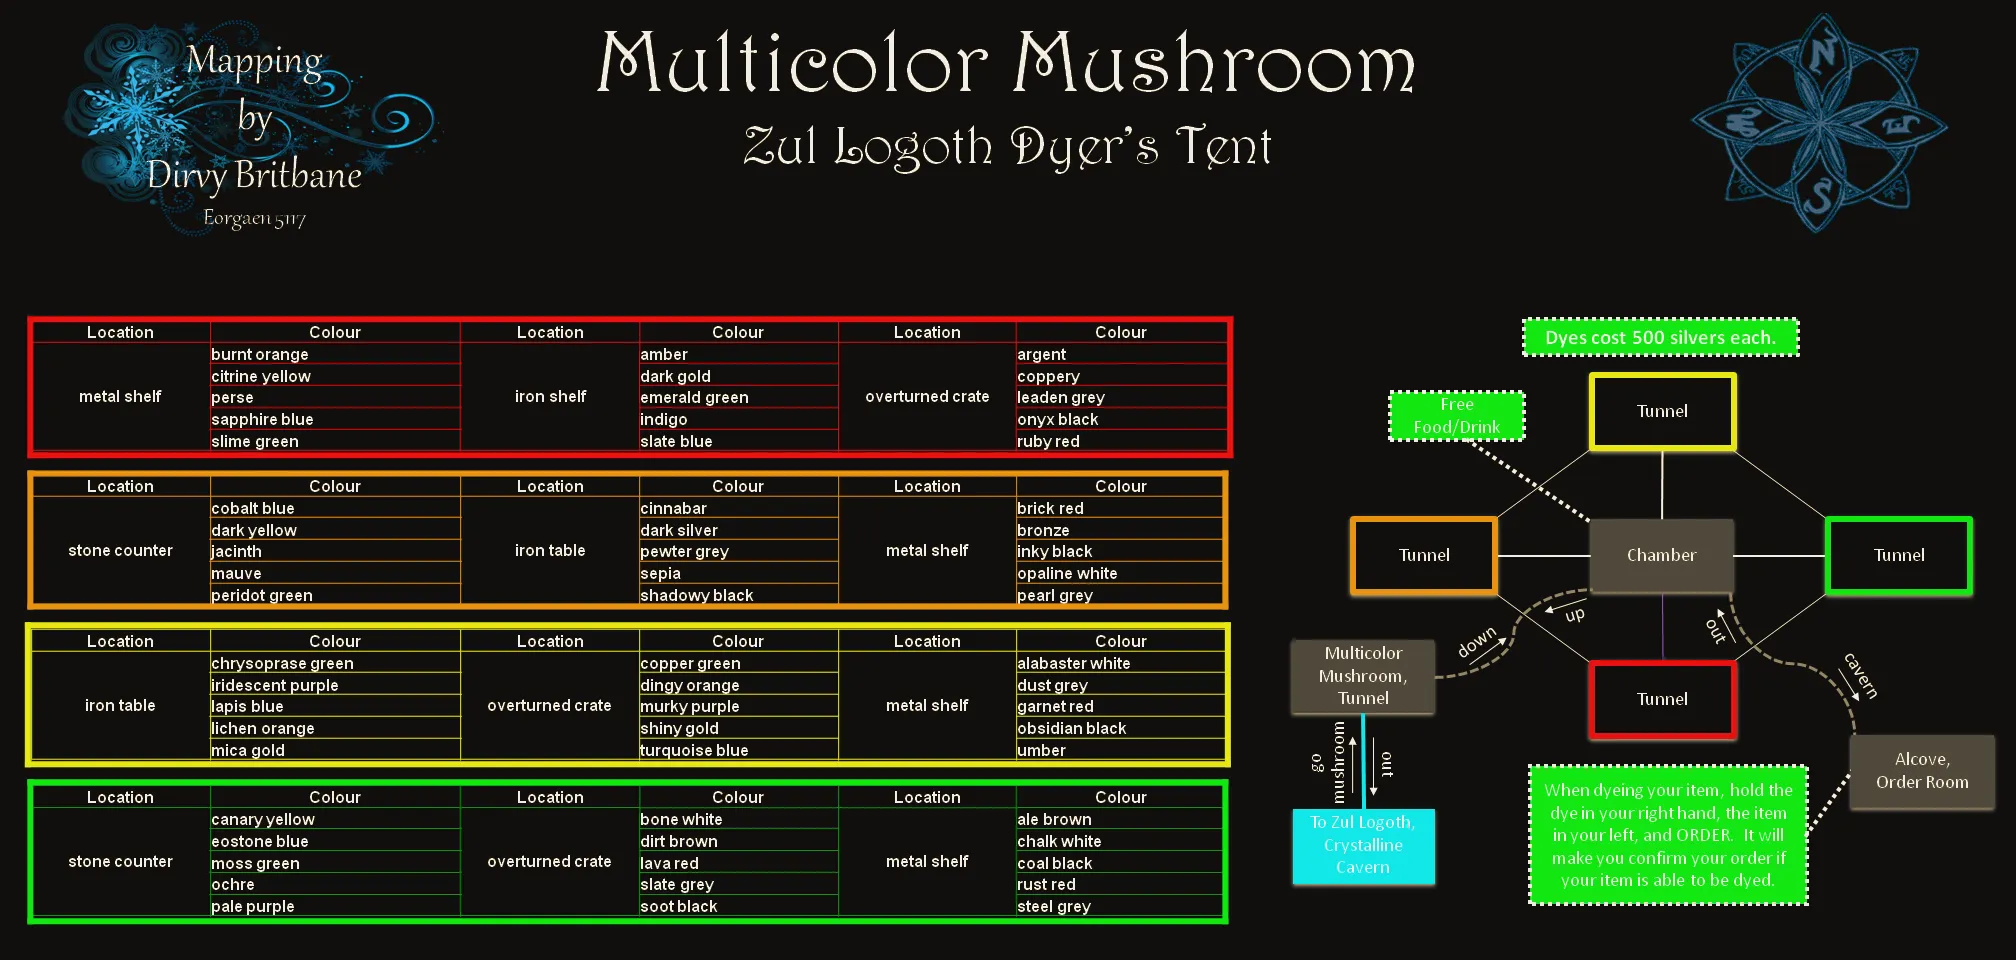 Mapping
by
Dirvy Britbane
Eorgaen 5117
Multicolor Mushroom
Zul Logoth Dyer's Tent
N
E
S
W
Location Colour Location Colour Location Colour
metal shelf
burnt orange
citrine yellow
perse
sapphire blue
slime green
iron shelf
amber
dark gold
emerald green
indigo
slate blue
overturned crate
argent
coppery
leaden grey
onyx black
ruby red
Location Colour Location Colour Location Colour
stone counter
cobalt blue
dark yellow
jacinth
mauve
peridot green
iron table
cinnabar
dark silver
pewter grey
sepia
shadowy black
metal shelf
brick red
bronze
inky black
opaline white
pearl grey
Location Colour Location Colour Location Colour
iron table
chrysoprase green
iridescent purple
lapis blue
lichen orange
mica gold
overturned crate
copper green
dingy orange
murky purple
shiny gold
turquoise blue
metal shelf
alabaster white
dust grey
garnet red
obsidian black
umber
Location Colour Location Colour Location Colour
stone counter
canary yellow
eostone blue
moss green
ochre
pale purple
overturned crate
bone white
dirt brown
lava red
slate grey
soot black
metal shelf
ale brown
chalk white
coal black
rust red
steel grey
Dyes cost 500 silvers each.
Free
Food/Drink
Tunnel
Tunnel
Chamber
Tunnel
up
down
out
cavern
Multicolor
Mushroom,
Tunnel
Tunnel
go
mushroom
out
Alcove,
Order Room
To Zul Logoth,
Crystalline
Cavern
When dyeing your item, hold the
dye in your right hand, the item
in your left, and ORDER. It will
make you confirm your order if
your item is able to be dyed.